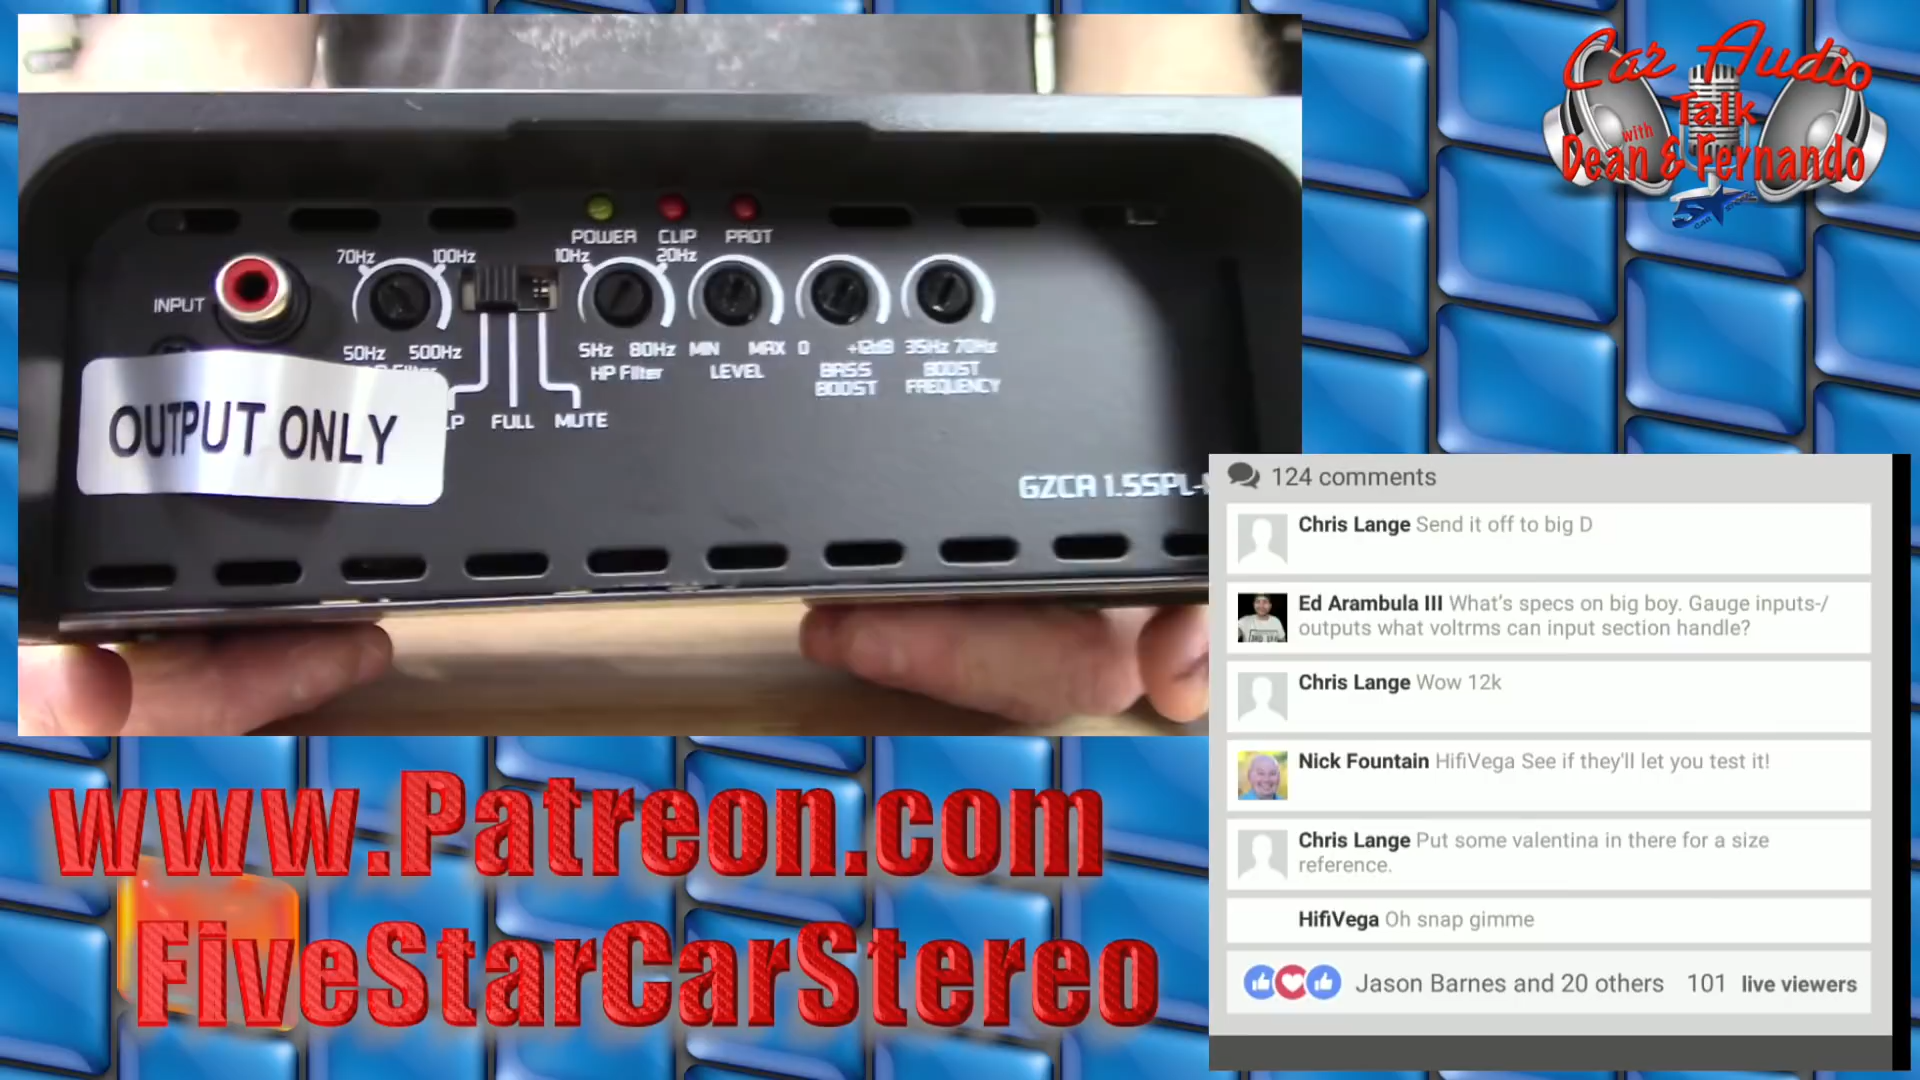 Car Audio
Talk
with
Dean & Fernando
POWER CLIP PROT
70Hz 100Hz 10Hz 20Hz
INPUT
50Hz 500Hz 5Hz 80Hz MIN MAX 0 +12dB 35Hz 70Hz
HP Filter LEVEL BASS BOOST BOOST FREQUENCY
LP FULL MUTE
OUTPUT ONLY
GZCA 1.5SPL-
124 comments
Chris Lange Send it off to big D
Ed Arambula III What's specs on big boy. Gauge inputs-/
outputs what voltrms can input section handle?
Chris Lange Wow 12k
Nick Fountain HifiVega See if they'll let you test it!
Chris Lange Put some valentina in there for a size
reference.
HifiVega Oh snap gimme
Jason Barnes and 20 others 101 live viewers
www.Patreon.com
FiveStarCarStereo